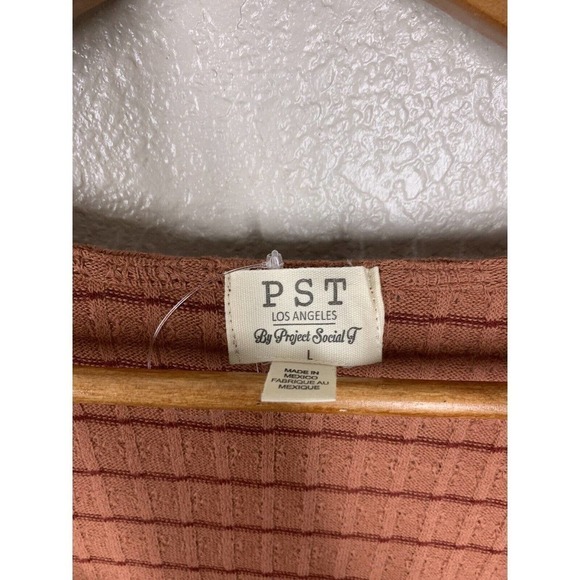 PST
LOS ANGELES
By Project Social T
L
MADE IN
MEXICO
FABRIQUE AU
MEXIQUE